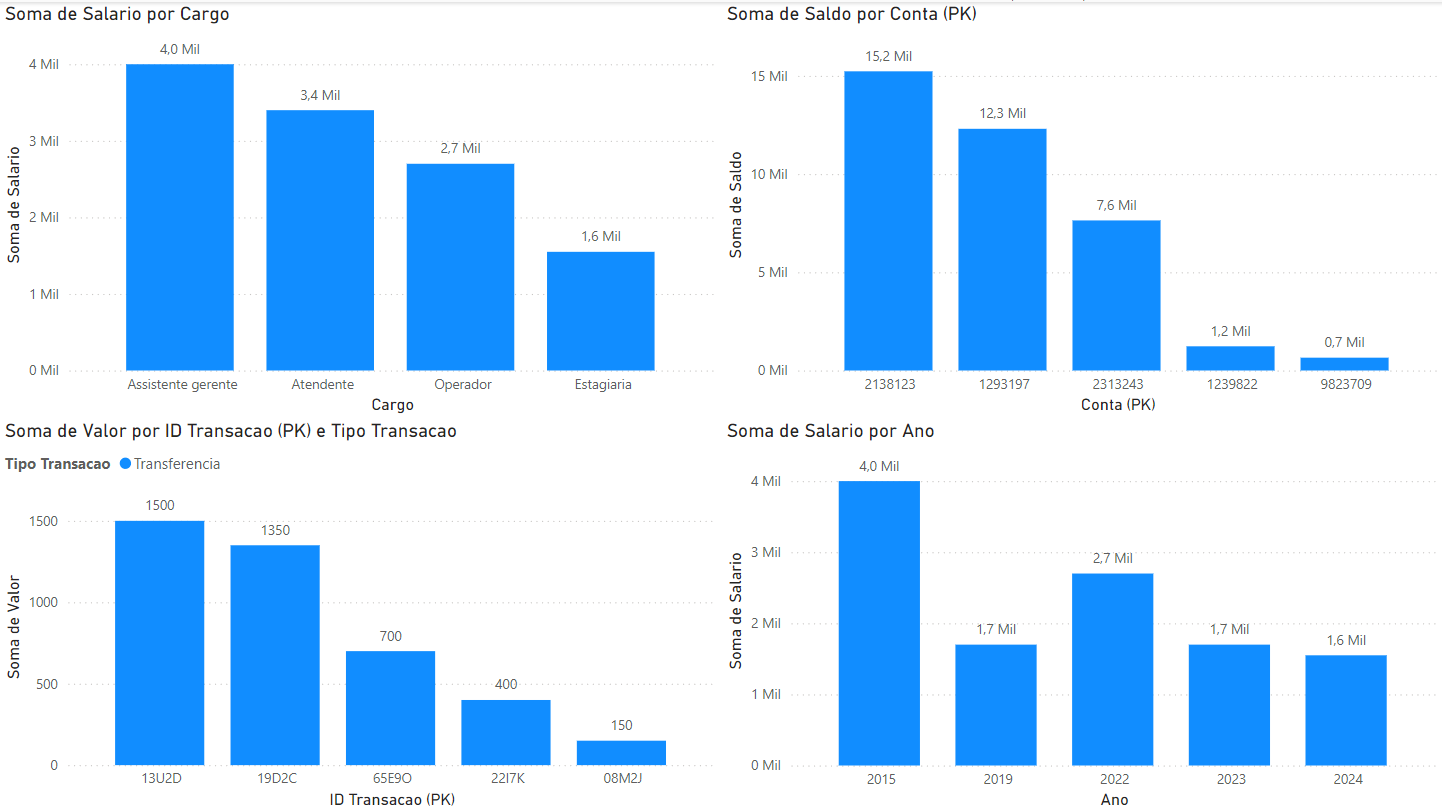 Soma de Salario por Cargo
4,0 Mil
3,4 Mil
2,7 Mil
1,6 Mil
4 Mil
3 Mil
2 Mil
1 Mil
0 Mil
Soma de Salario
Assistente gerente
Atendente
Operador
Estagiaria
Cargo
Soma de Saldo por Conta (PK)
15,2 Mil
12,3 Mil
7,6 Mil
1,2 Mil
0,7 Mil
15 Mil
10 Mil
5 Mil
0 Mil
Soma de Saldo
2138123
1293197
2313243
1239822
9823709
Conta (PK)
Soma de Valor por ID Transacao (PK) e Tipo Transacao
Tipo Transacao Transferencia
1500
1350
700
400
150
1500
1000
500
0
Soma de Valor
13U2D
19D2C
65E9O
22I7K
08M2J
ID Transacao (PK)
Soma de Salario por Ano
4,0 Mil
1,7 Mil
2,7 Mil
1,7 Mil
1,6 Mil
4 Mil
3 Mil
2 Mil
1 Mil
0 Mil
Soma de Salario
2015
2019
2022
2023
2024
Ano